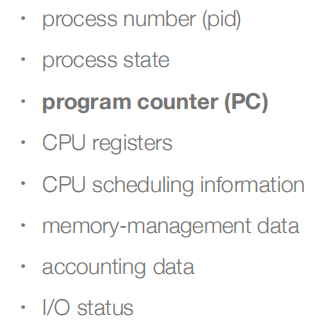 • process number (pid)
• process state
• program counter (PC)
• CPU registers
• CPU scheduling information
• memory-management data
• accounting data
• I/O status